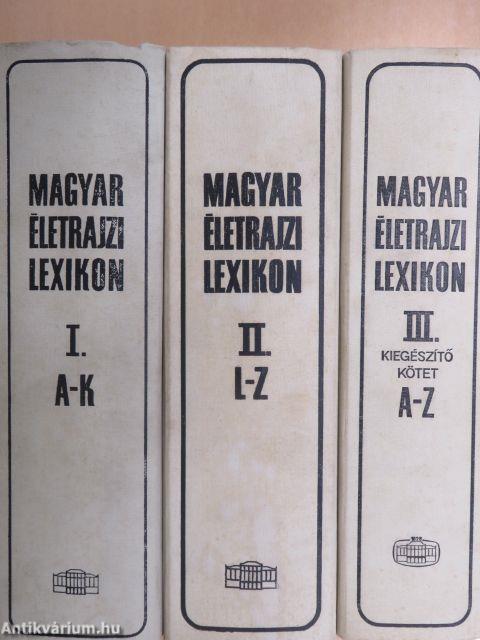 MAGYAR
ÉLETRAJZI
LEXIKON
I.
A-K
MAGYAR
ÉLETRAJZI
LEXIKON
II.
L-Z
MAGYAR
ÉLETRAJZI
LEXIKON
III.
KIEGÉSZÍTŐ
KÖTET
A-Z
Antikvárium.hu